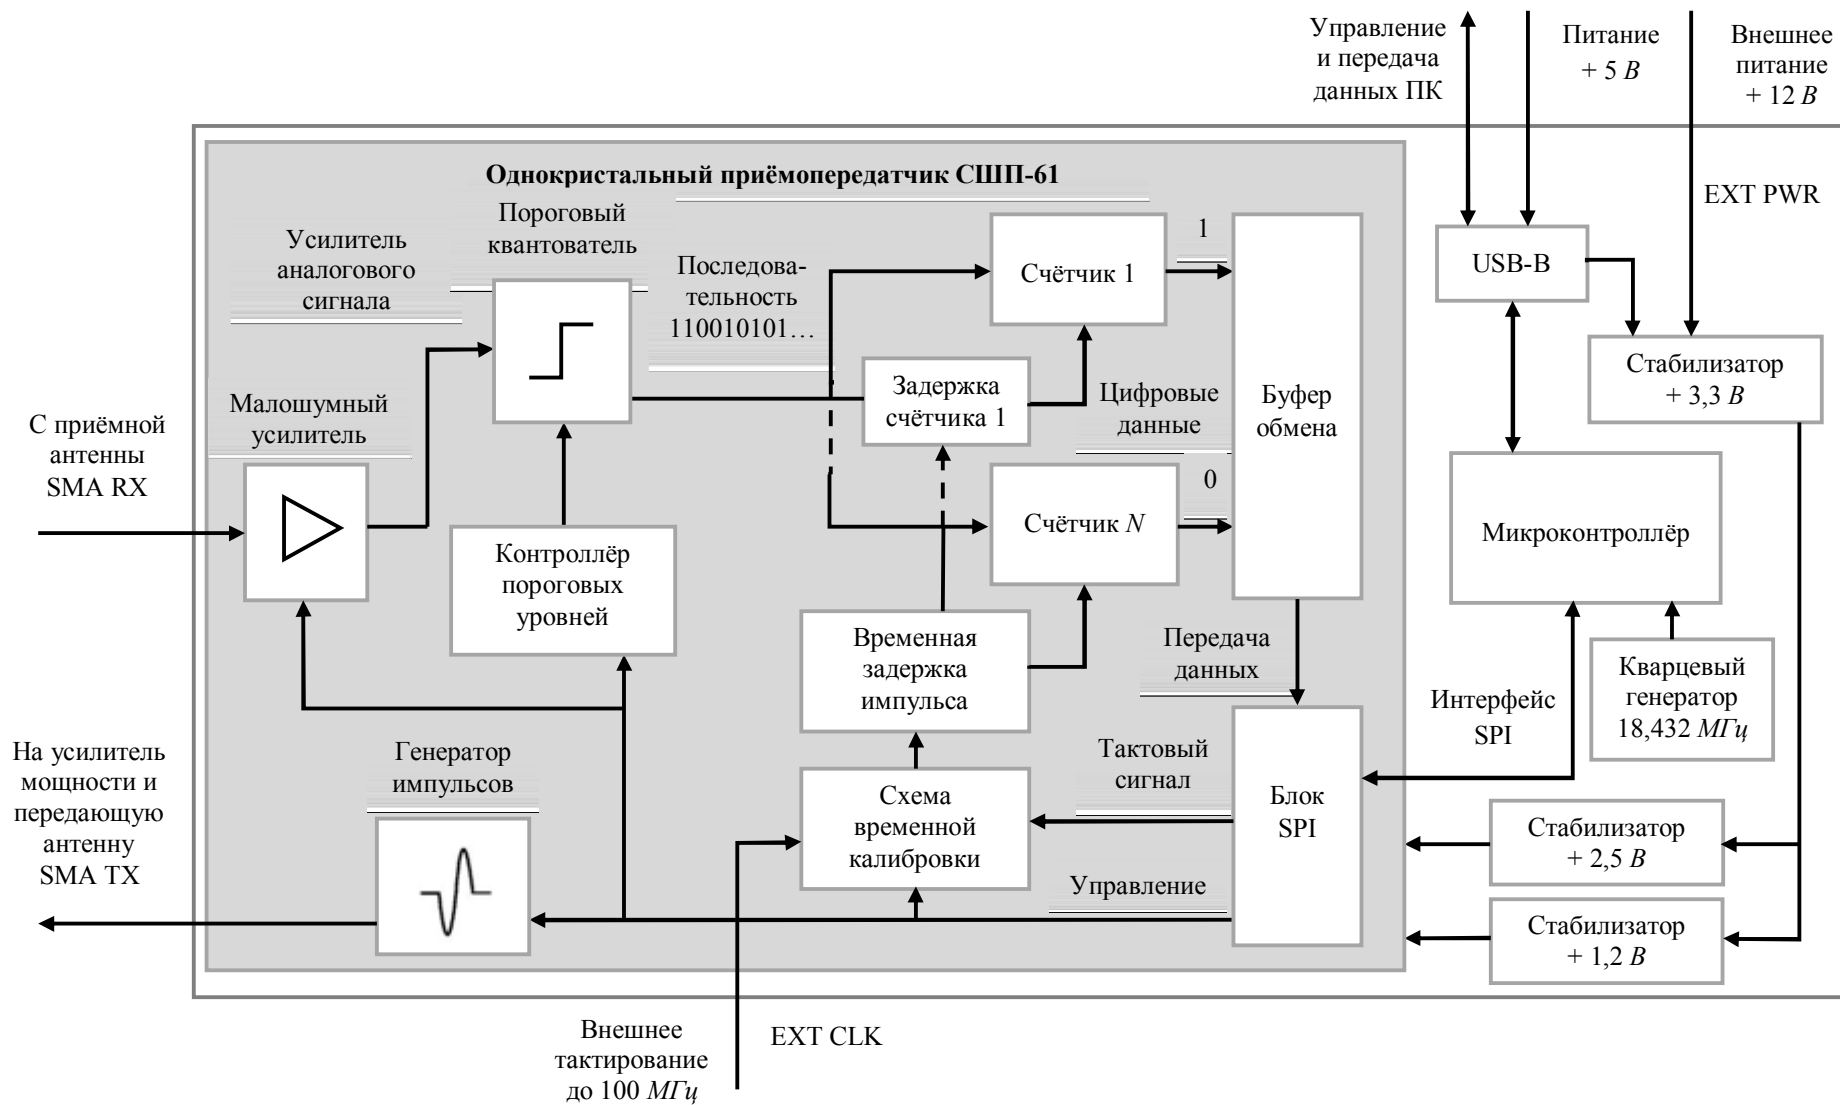 Управление
и передача
данных ПК
Питание
+ 5 В
Внешнее
питание
+ 12 В
EXT PWR
Однокристальный приёмопередатчик СШП-61
Усилитель
аналогового
сигнала
Пороговый
квантователь
Последова-
тельность
110010101…
Счётчик 1
1
USB-B
Стабилизатор
+ 3,3 В
Малошумный
усилитель
Задержка
счётчика 1
Цифровые
данные
Буфер
обмена
С приёмной
антенны
SMA RX
0
Счётчик N
Микроконтроллёр
Контроллёр
пороговых
уровней
Временная
задержка
импульса
Передача
данных
Интерфейс
SPI
Кварцевый
генератор
18,432 МГц
На усилитель
мощности и
передающую
антенну
SMA TX
Генератор
импульсов
Схема
временной
калибровки
Тактовый
сигнал
Блок
SPI
Управление
Стабилизатор
+ 2,5 В
Стабилизатор
+ 1,2 В
Внешнее
тактирование
до 100 МГц
EXT CLK